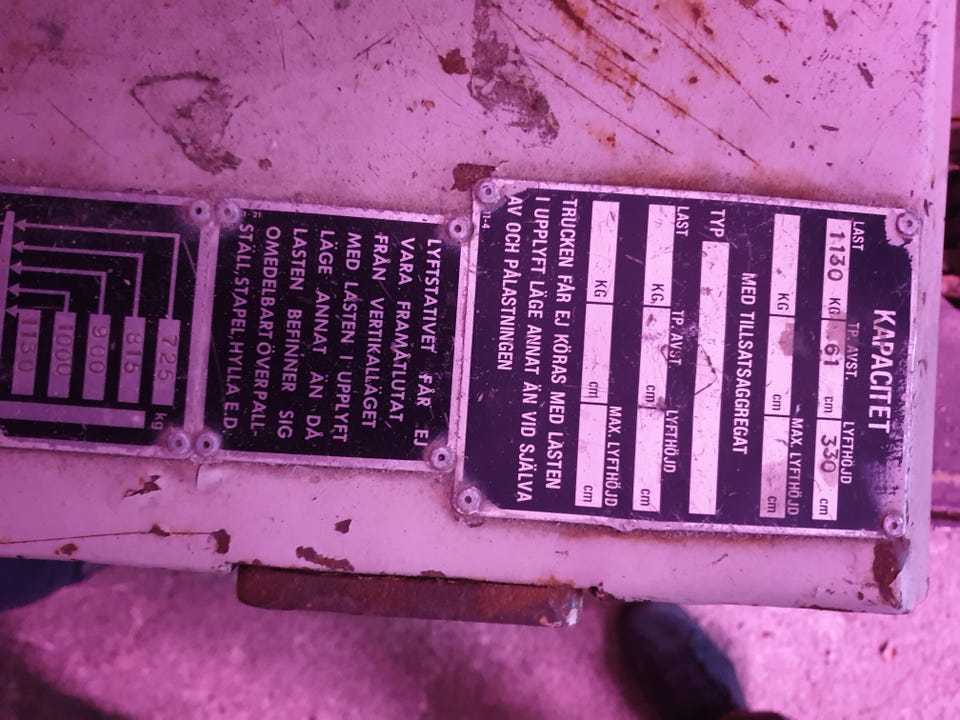 KAPACITET
LAST TP AVST. LYFTHÖJD
1130 KG 61 cm 330 cm
MAX. LYFTHÖJD
KG cm cm
MED TILLSATSAGGREGAT
TYP
LAST TP AVST LYFTHÖJD
KG. cm cm
MAX. LYFTHÖJD
KG cm cm
TRUCKEN FÅR EJ KÖRAS MED LASTEN
I UPPLYFT LÄGE ANNAT ÄN VID SJÄLVA
AV OCH PÅLASTNINGEN
LYFTSTATIVET FÅR EJ
VARA FRAMÅTLUTAT,
FRÅN VERTIKALLÄGET
MED LASTEN I UPPLYFT
LÄGE ANNAT ÄN DÅ
LASTEN BEFINNER SIG
OMEDELBART ÖVER PALL-
STÄLL, STAPEL, HYLLA E.D
725
815
900
1000
1130
kg